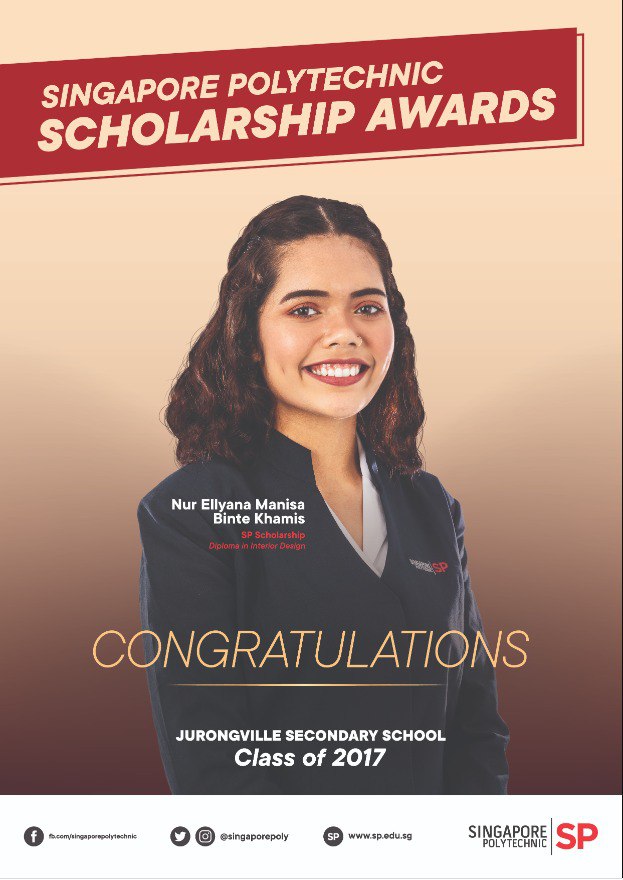 SINGAPORE POLYTECHNIC
SCHOLARSHIP AWARDS
Nur Ellyana Manisa
Binte Khamis
SP Scholarship
Diploma in Interior Design
SP
CONGRATULATIONS
JURONGVILLE SECONDARY SCHOOL
Class of 2017
fb.com/singaporepolytechnic
@singaporepoly
SP www.sp.edu.sg
SINGAPORE
POLYTECHNIC
SP